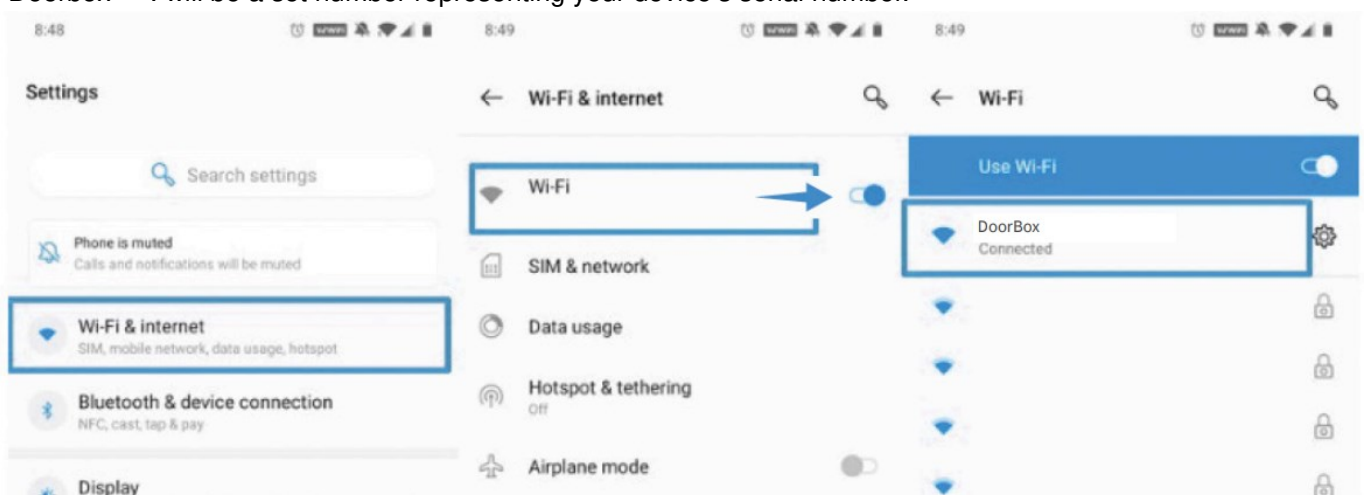 8:48
Settings
Search settings
Phone is muted
Calls and notifications will be muted
Wi-Fi & internet
SIM, mobile network, data usage, hotspot
Bluetooth & device connection
NFC, cast, tap & pay
Display
8:49
Wi-Fi & internet
Wi-Fi
SIM & network
Data usage
Hotspot & tethering
Off
Airplane mode
8:49
Wi-Fi
Use Wi-Fi
DoorBox
Connected